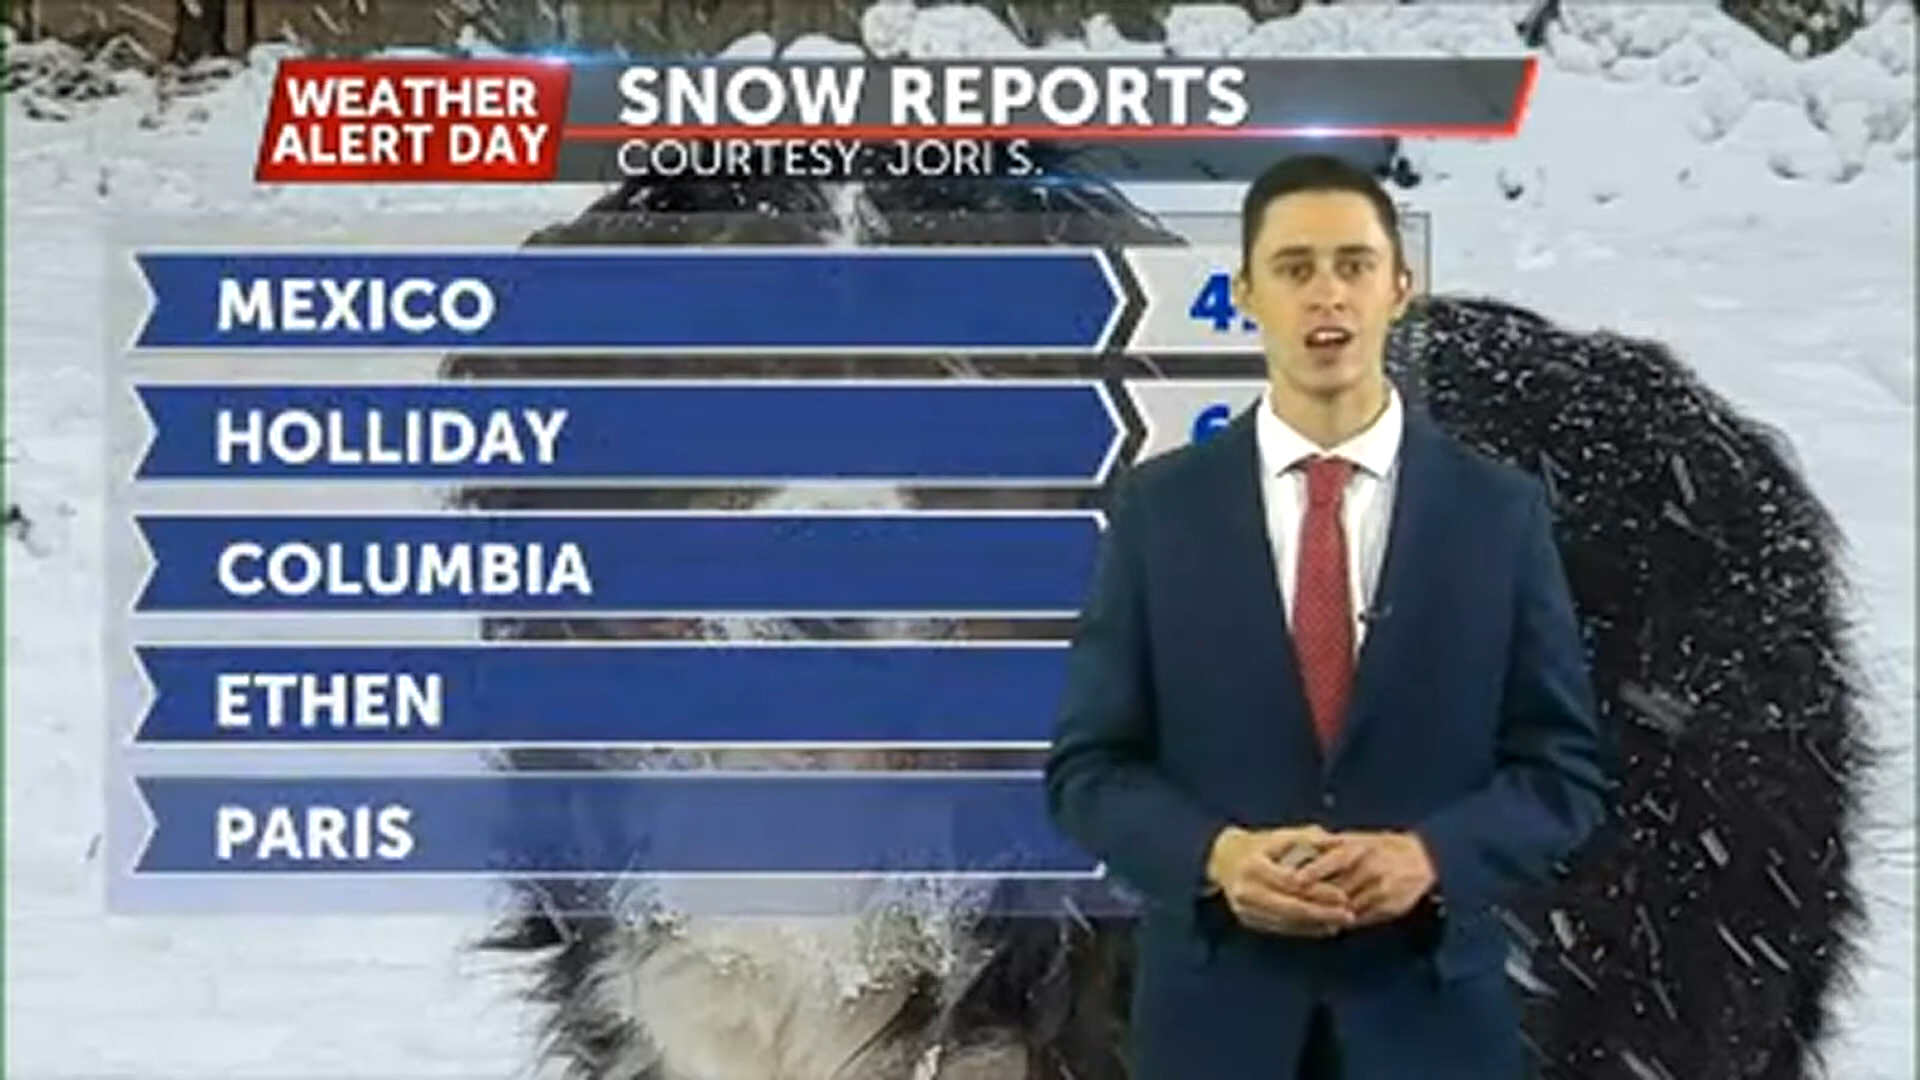 WEATHER
ALERT DAY
SNOW REPORTS
COURTESY: JORI S.
MEXICO
HOLLIDAY
COLUMBIA
ETHEN
PARIS